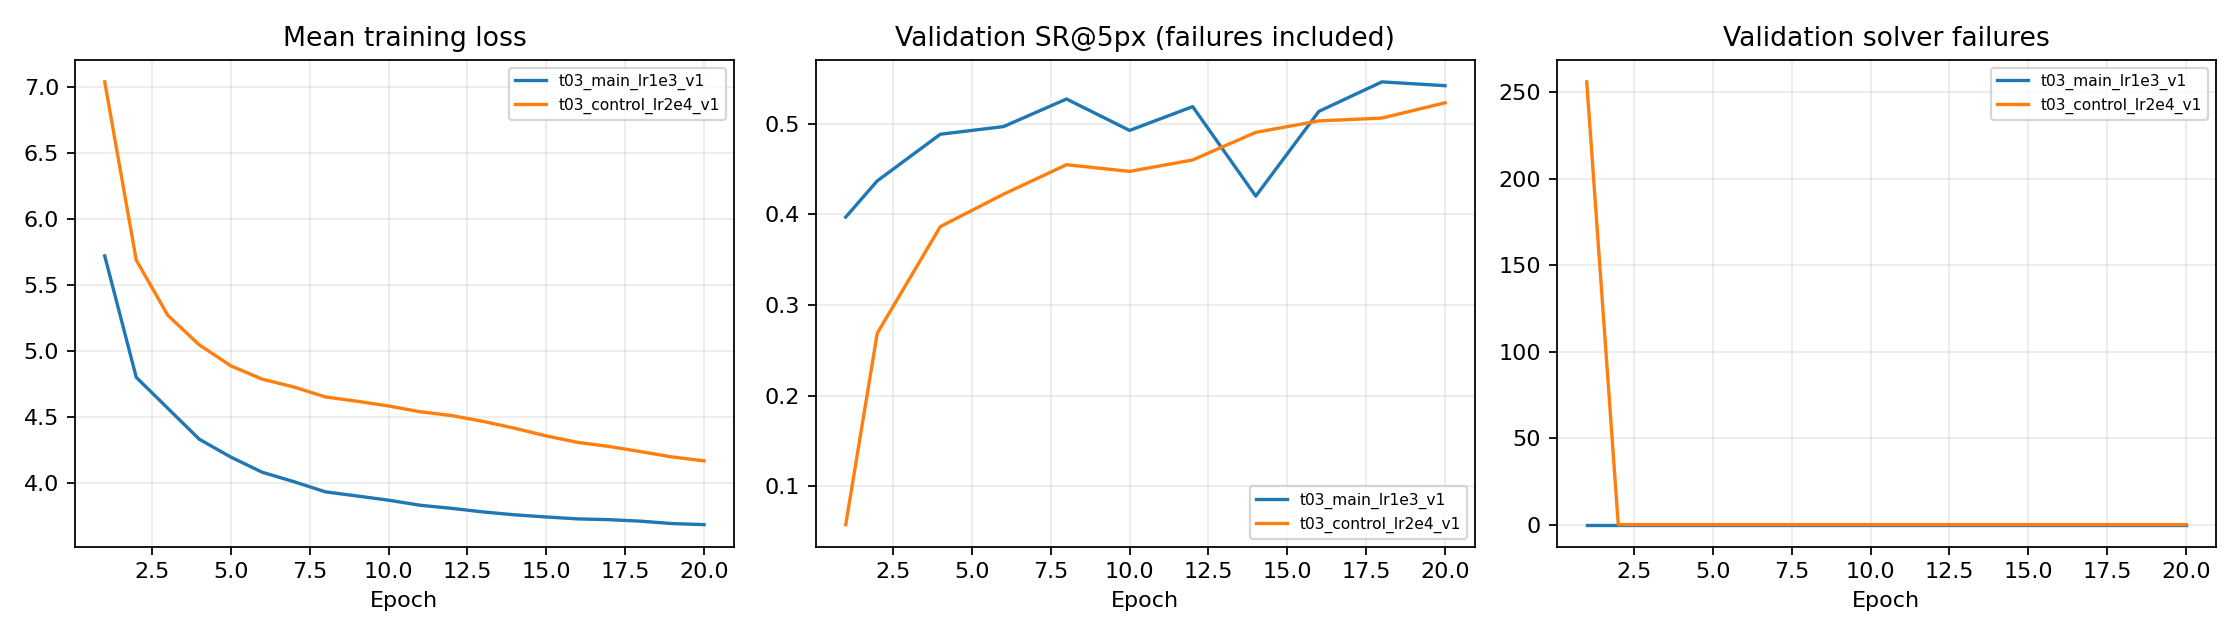 Mean training loss
7.0
6.5
6.0
5.5
5.0
4.5
4.0
t03_main_lr1e3_v1
t03_control_lr2e4_v1
2.5 5.0 7.5 10.0 12.5 15.0 17.5 20.0
Epoch
Validation SR@5px (failures included)
0.5
0.4
0.3
0.2
0.1
t03_main_lr1e3_v1
t03_control_lr2e4_v1
2.5 5.0 7.5 10.0 12.5 15.0 17.5 20.0
Epoch
Validation solver failures
250
200
150
100
50
0
t03_main_lr1e3_v1
t03_control_lr2e4_v1
2.5 5.0 7.5 10.0 12.5 15.0 17.5 20.0
Epoch